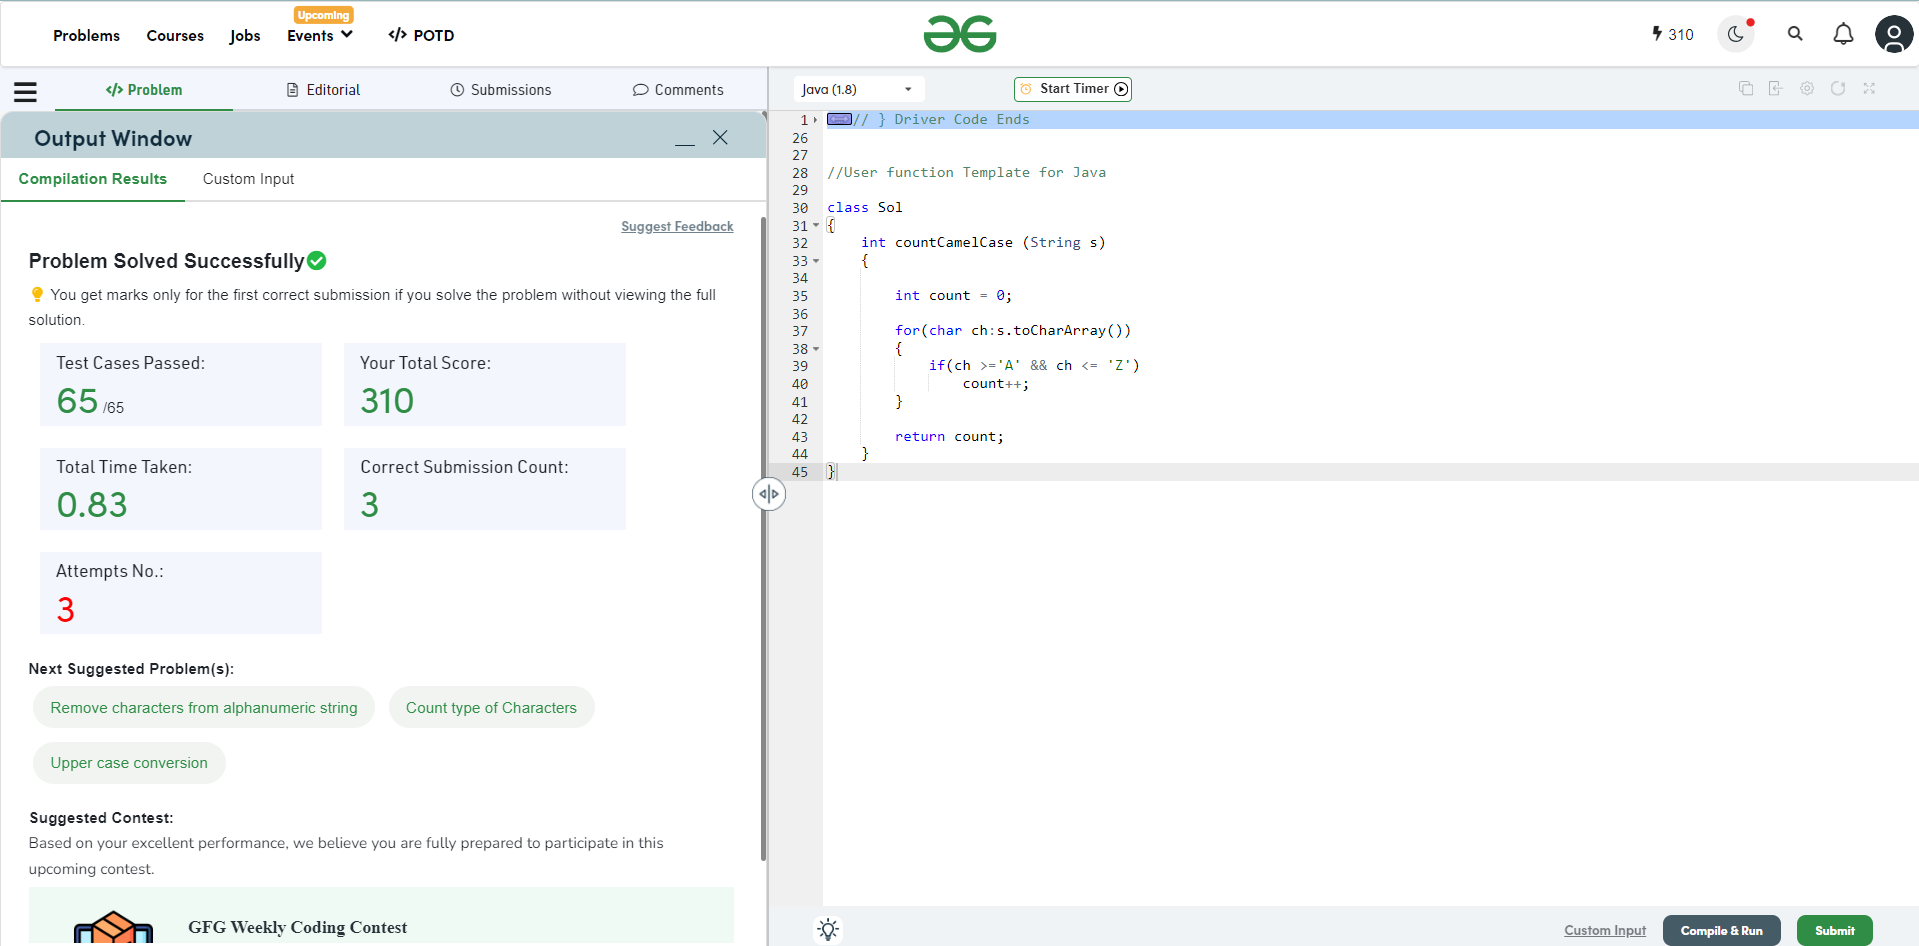 Problems
Courses
Jobs
Upcoming
Events
</> POTD
310
</> Problem
Editorial
Submissions
Comments
Output Window
Compilation Results
Custom Input
Suggest Feedback
Problem Solved Successfully
You get marks only for the first correct submission if you solve the problem without viewing the full
solution.
Test Cases Passed:
65 /65
Your Total Score:
310
Total Time Taken:
0.83
Correct Submission Count:
3
Attempts No.:
3
Next Suggested Problem(s):
Remove characters from alphanumeric string
Count type of Characters
Upper case conversion
Suggested Contest:
Based on your excellent performance, we believe you are fully prepared to participate in this
upcoming contest.
GFG Weekly Coding Contest
Java (1.8)
Start Timer
1 // } Driver Code Ends
26
27
28 //User function Template for Java
29
30 class Sol
31 {
32 int countCamelCase (String s)
33 {
34
35 int count = 0;
36
37 for(char ch:s.toCharArray())
38 {
39 if(ch >='A' && ch <= 'Z')
40 count++;
41 }
42
43 return count;
44 }
45 }
Custom Input
Compile & Run
Submit